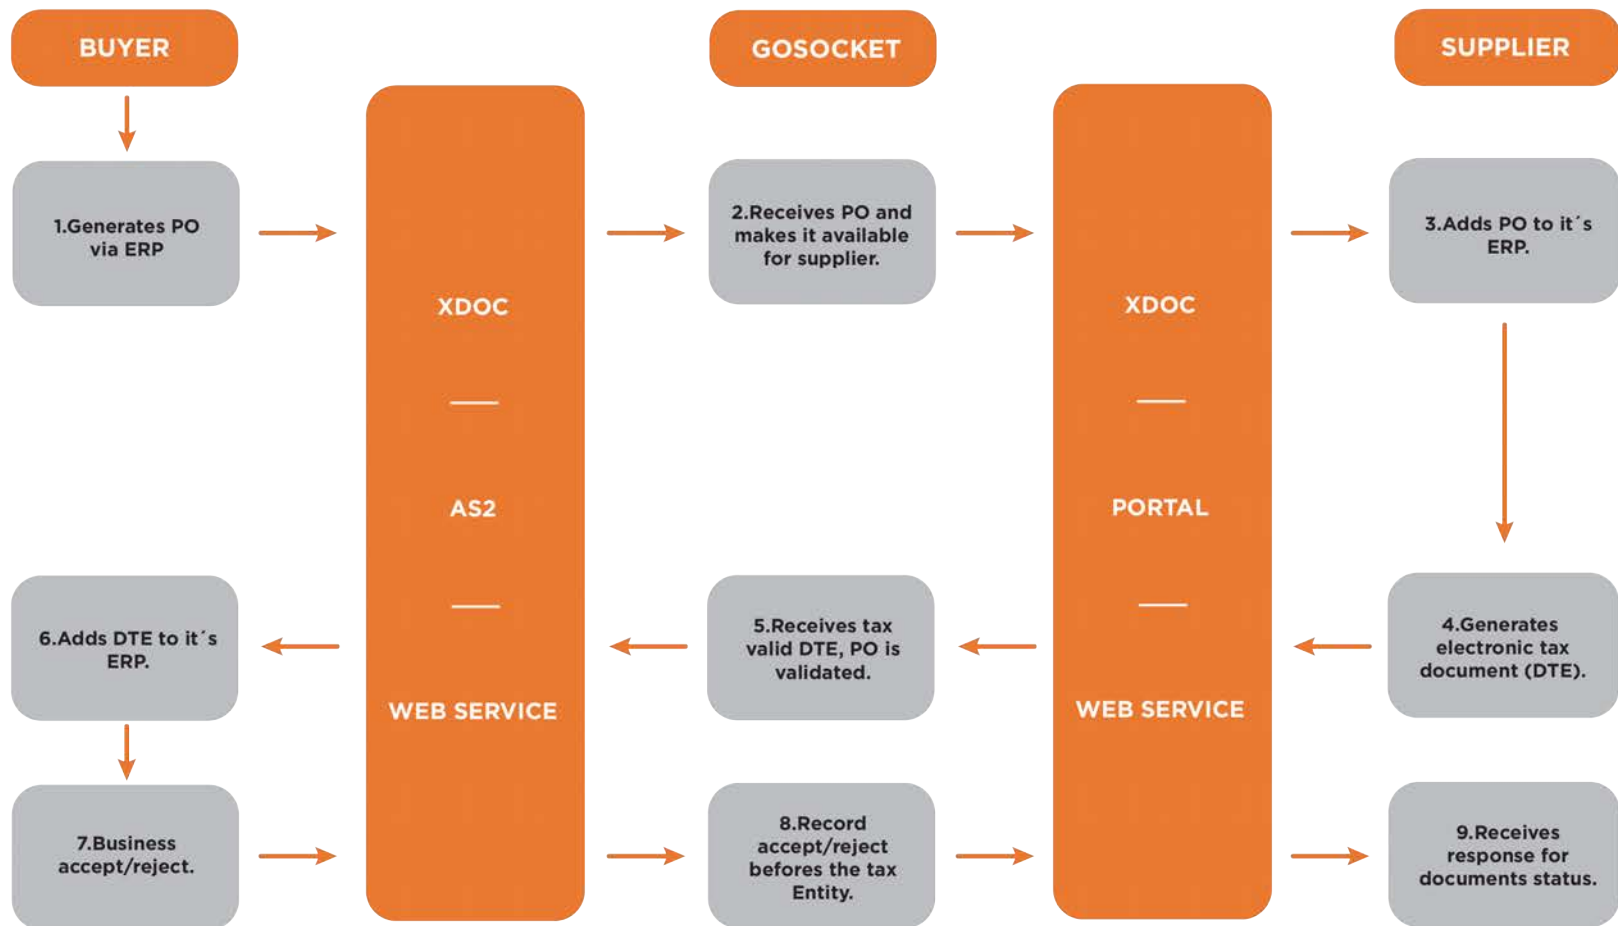 BUYER
GOSOCKET
SUPPLIER
1.Generates PO
via ERP
2.Receives PO and
makes it available
for supplier.
3.Adds PO to it´s
ERP.
XDOC
AS2
WEB SERVICE
XDOC
PORTAL
WEB SERVICE
4.Generates
electronic tax
document (DTE).
5.Receives tax
valid DTE, PO is
validated.
6.Adds DTE to it´s
ERP.
7.Business
accept/reject.
8.Record
accept/reject
befores the tax
Entity.
9.Receives
response for
documents status.